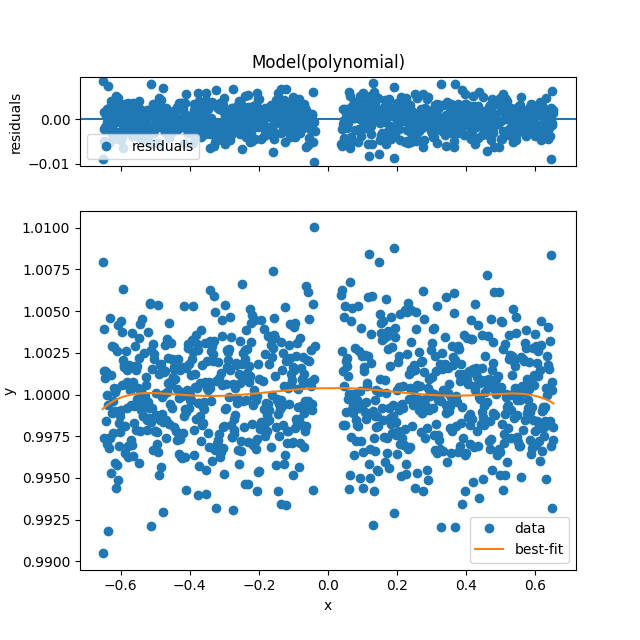 Model(polynomial)
residuals
0.00
−0.01
residuals
y
1.0100
1.0075
1.0050
1.0025
1.0000
0.9975
0.9950
0.9925
0.9900
data
best-fit
−0.6 −0.4 −0.2 0.0 0.2 0.4 0.6
x